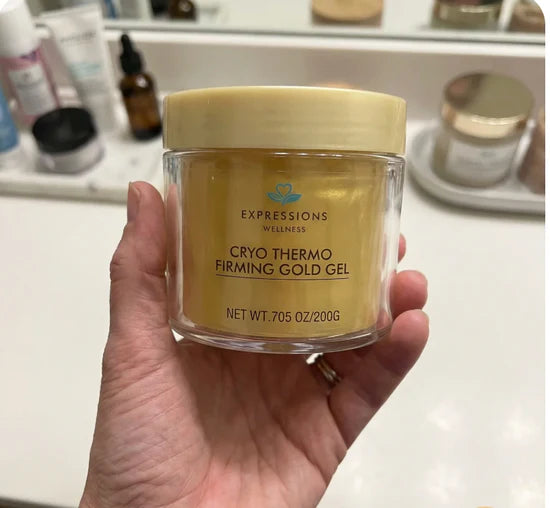 EXPRESSIONS
WELLNESS
CRYO THERMO
FIRMING GOLD GEL
NET WT.705 OZ/200G